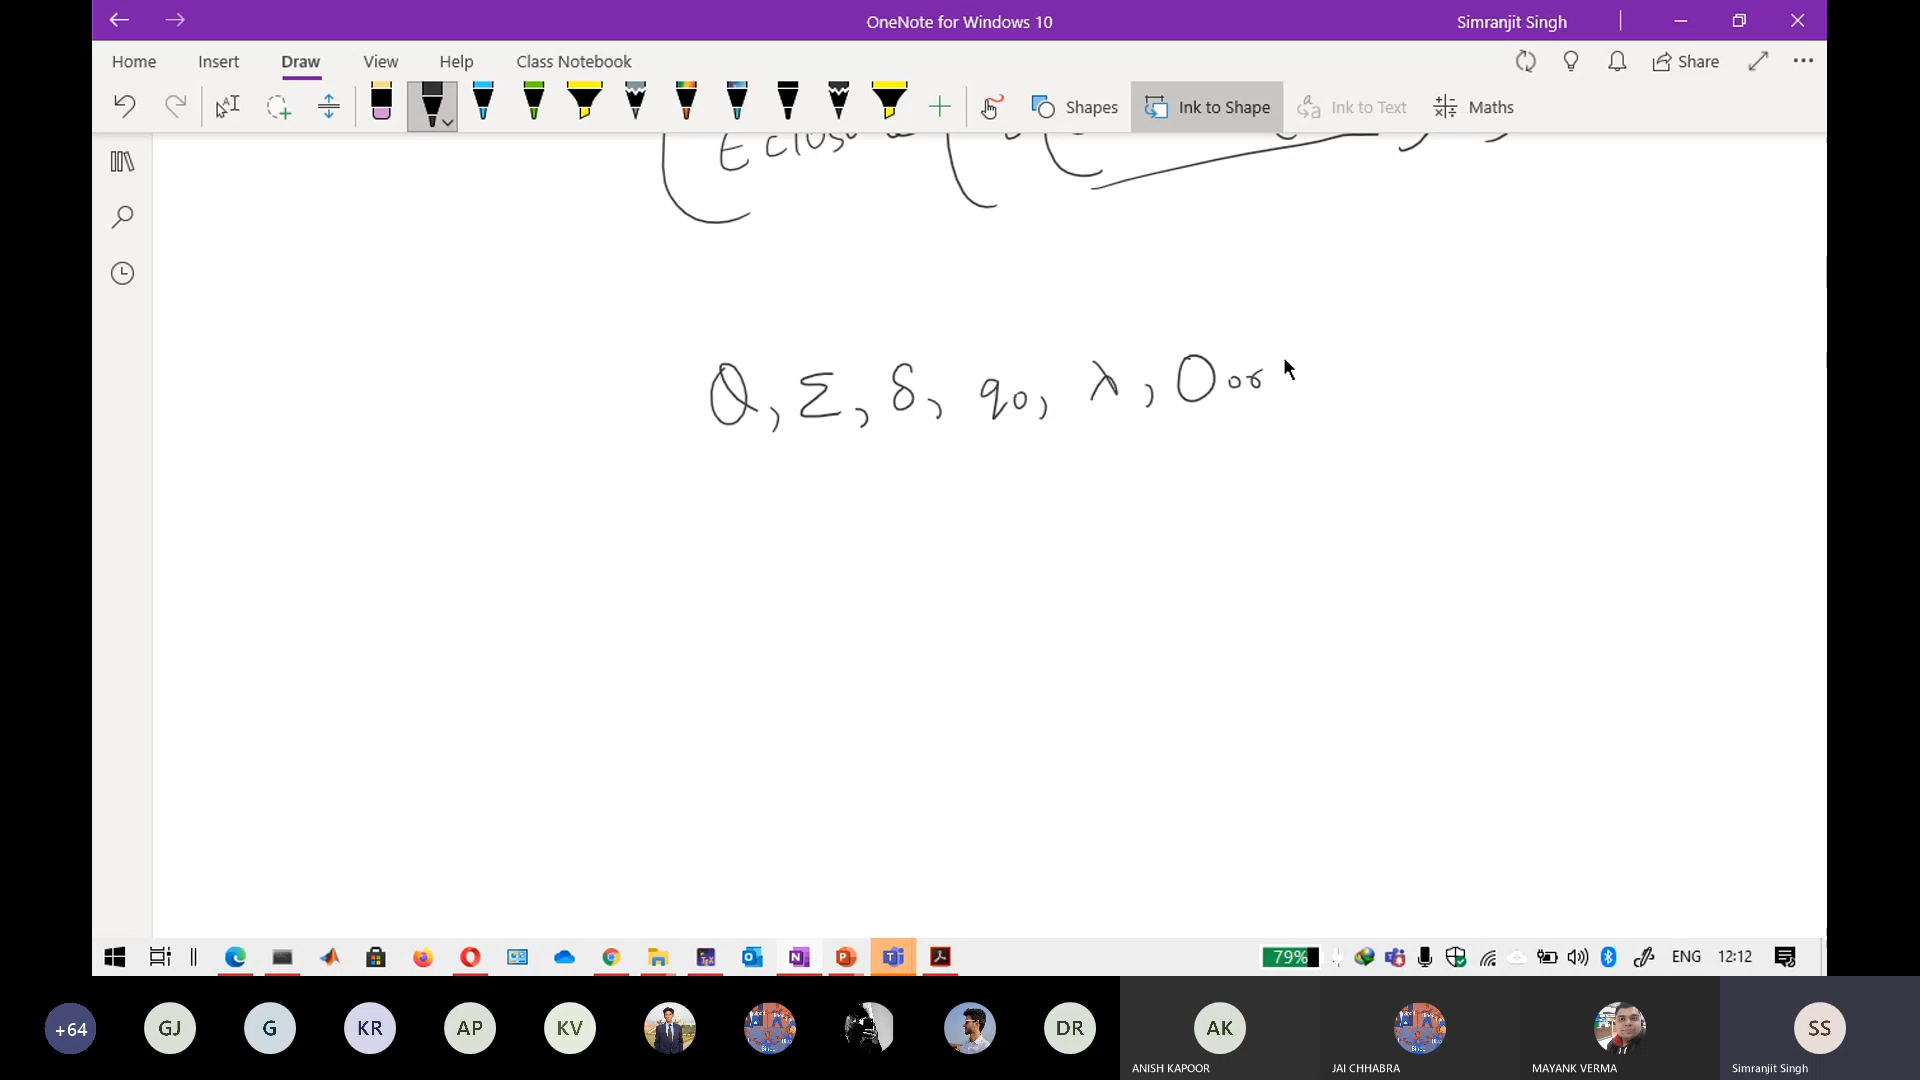 OneNote for Windows 10
Simranjit Singh
Home Insert Draw View Help Class Notebook
Share
Shapes Ink to Shape Ink to Text Maths
Q, Σ, δ, q0, λ, O or
79% ENG 12:12
+64 GJ G KR AP KV DR AK SS
ANISH KAPOOR JAI CHHABRA MAYANK VERMA Simranjit Singh